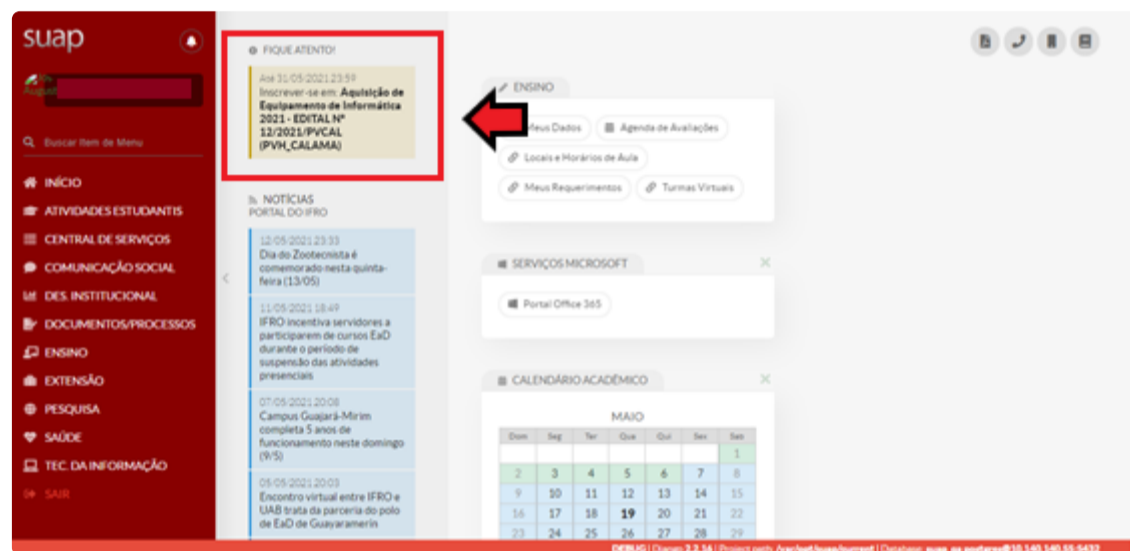 suap
Buscar Item de Menu
INÍCIO
ATIVIDADES ESTUDANTIS
CENTRAL DE SERVIÇOS
COMUNICAÇÃO SOCIAL
DES. INSTITUCIONAL
DOCUMENTOS/PROCESSOS
ENSINO
EXTENSÃO
PESQUISA
SAÚDE
TEC. DA INFORMAÇÃO
SAIR
FIQUE ATENTO!
Até 31/05/2021 23:59
Inscrever-se em: Aquisição de
Equipamento de Informática
2021 - EDITAL Nº
12/2021/PVCAL
(PVH_CALAMA)
NOTÍCIAS
PORTAL DO IFRO
12/05/2021 23:33
Dia do Zootecnista é
comemorado nesta quinta-
feira (13/05)
11/05/2021 18:49
IFRO incentiva servidores a
participarem de cursos EaD
durante o período de
suspensão das atividades
presenciais
07/05/2021 20:08
Campus Guajará-Mirim
completa 5 anos de
funcionamento neste domingo
(9/5)
05/05/2021 20:03
Encontro virtual entre IFRO e
UAB trata da parceria do polo
de EaD de Guayaramerin
ENSINO
Meus Dados Agenda de Avaliações
Locais e Horários de Aula
Meus Requerimentos Turmas Virtuais
SERVIÇOS MICROSOFT
Portal Office 365
CALENDÁRIO ACADÊMICO
MAIO
Dom Seg Ter Qua Qui Sex Sab
1
2 3 4 5 6 7 8
9 10 11 12 13 14 15
16 17 18 19 20 21 22
23 24 25 26 27 28 29